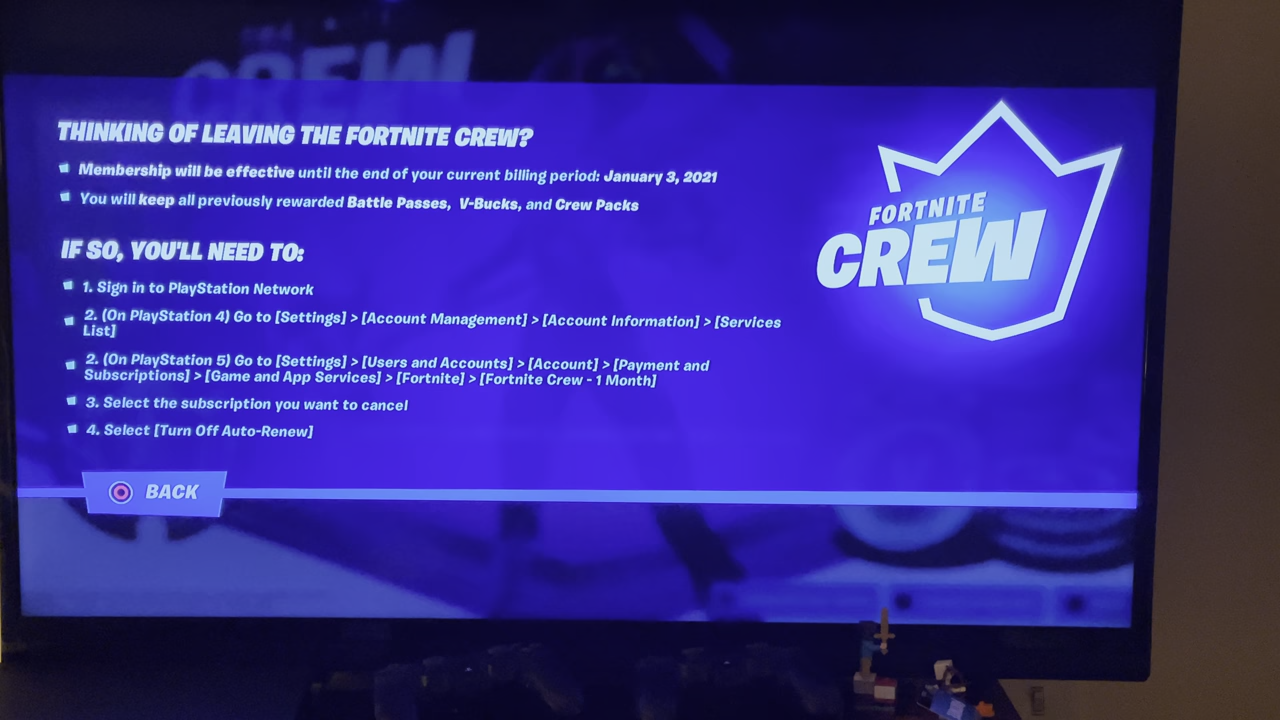 CREW
THINKING OF LEAVING THE FORTNITE CREW?
Membership will be effective until the end of your current billing period: January 3, 2021
You will keep all previously rewarded Battle Passes, V-Bucks, and Crew Packs
IF SO, YOU'LL NEED TO:
1. Sign in to PlayStation Network
2. (On PlayStation 4) Go to [Settings] > [Account Management] > [Account Information] > [Services
List]
2. (On PlayStation 5) Go to [Settings] > [Users and Accounts] > [Account] > [Payment and
Subscriptions] > [Game and App Services] > [Fortnite] > [Fortnite Crew - 1 Month]
3. Select the subscription you want to cancel
4. Select [Turn Off Auto-Renew]
BACK
FORTNITE
CREW